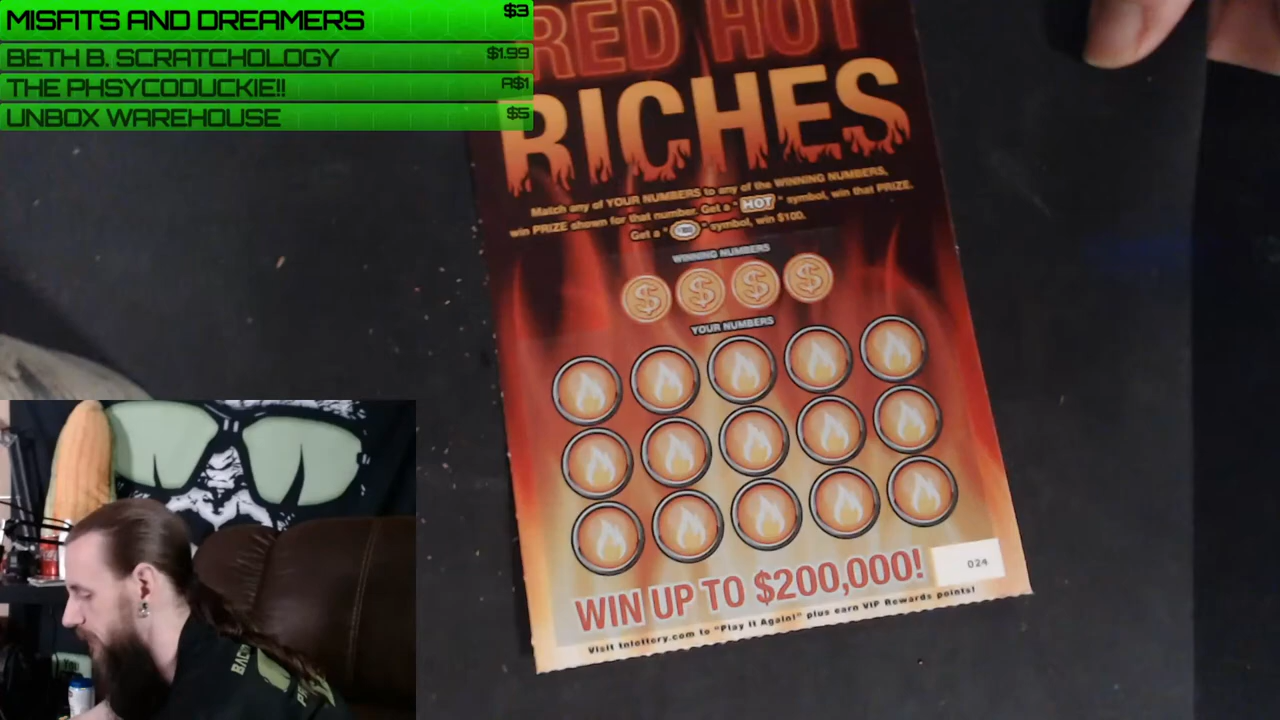 MISFITS AND DREAMERS $3
BETH B. SCRATCHOLOGY $1.99
THE PHSYCODUCKIE!! R$1
UNBOX WAREHOUSE $5
RED HOT
RICHES
Match any of YOUR NUMBERS to any of the WINNING NUMBERS,
win PRIZE shown for that number. Get a "HOT" symbol, win that PRIZE.
Get a " " symbol, win $100.
WINNING NUMBERS
$ $ $ $
YOUR NUMBERS
WIN UP TO $200,000!
024
Visit tnlottery.com to "Play It Again!" plus earn VIP Rewards points!